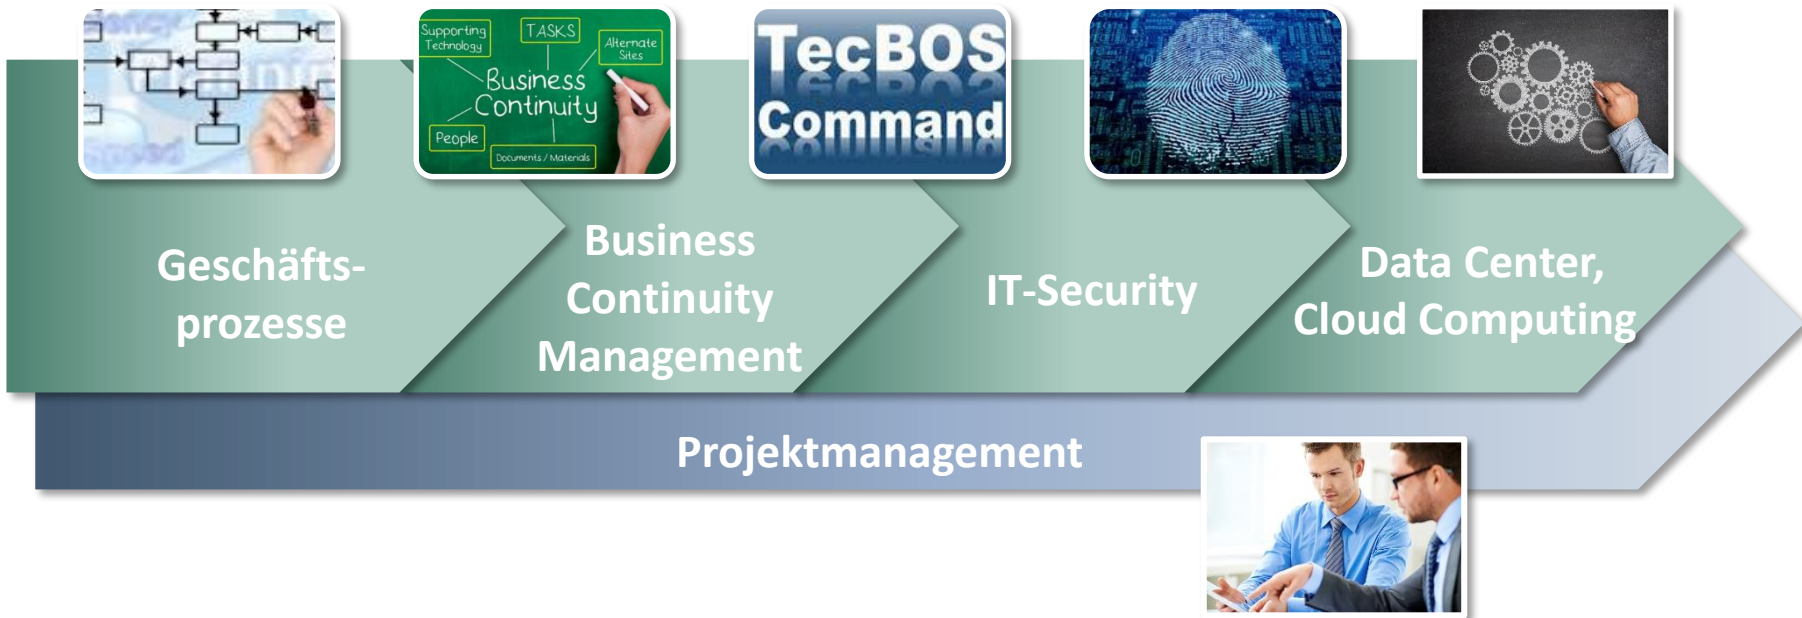 Supporting
Technology
TASKS
Alternate
Sites
Business
Continuity
People
Documents / Materials
TecBOS
Command
Geschäfts-
prozesse
Business
Continuity
Management
IT-Security
Data Center,
Cloud Computing
Projektmanagement